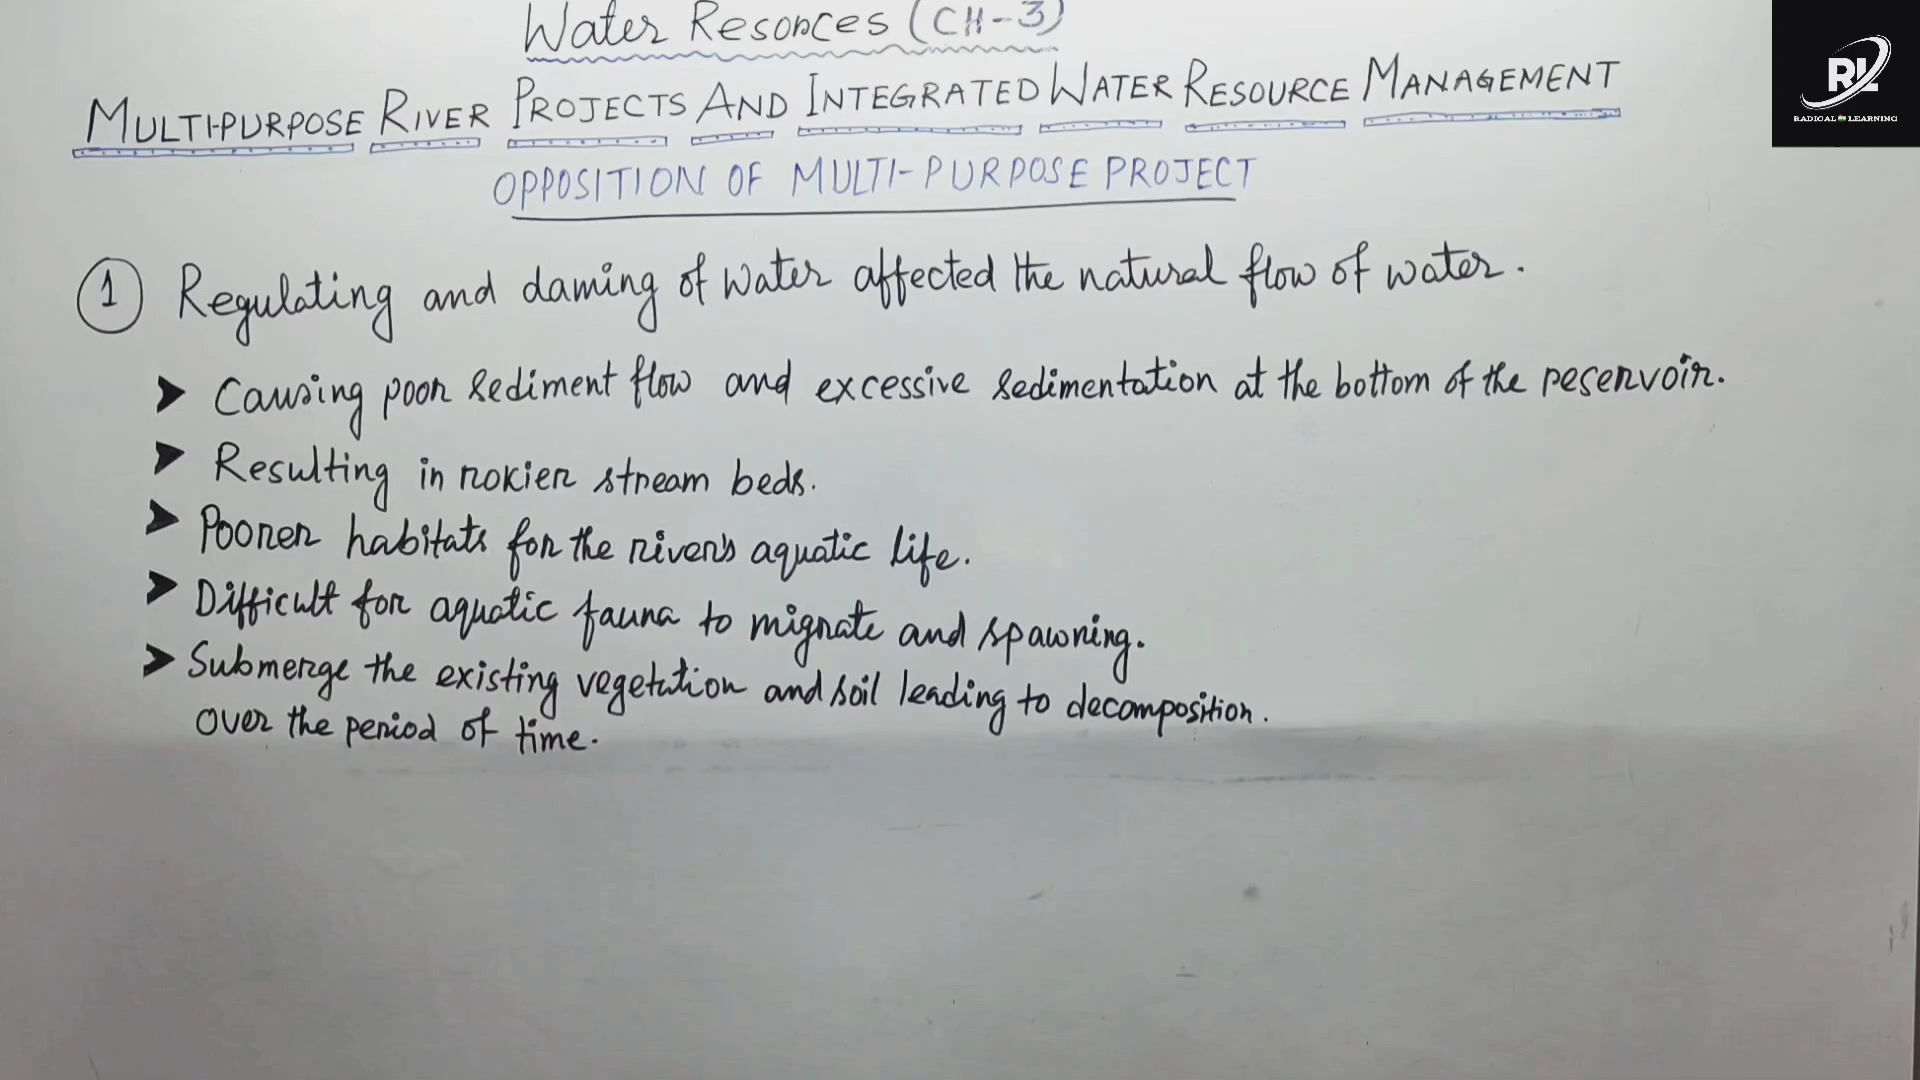 Water Resorces (CH-3)
MULTI-PURPOSE RIVER PROJECTS AND INTEGRATED WATER RESOURCE MANAGEMENT
OPPOSITION OF MULTI-PURPOSE PROJECT
1 Regulating and daming of water affected the natural flow of water.
➤ Causing poor sediment flow and excessive sedimentation at the bottom of the reservoir.
➤ Resulting in rokier stream beds.
➤ Poorer habitats for the river's aquatic life.
➤ Difficult for aquatic fauna to migrate and spawning.
➤ Submerge the existing vegetation and soil leading to decomposition.
over the period of time.
RL
RADICAL LEARNING